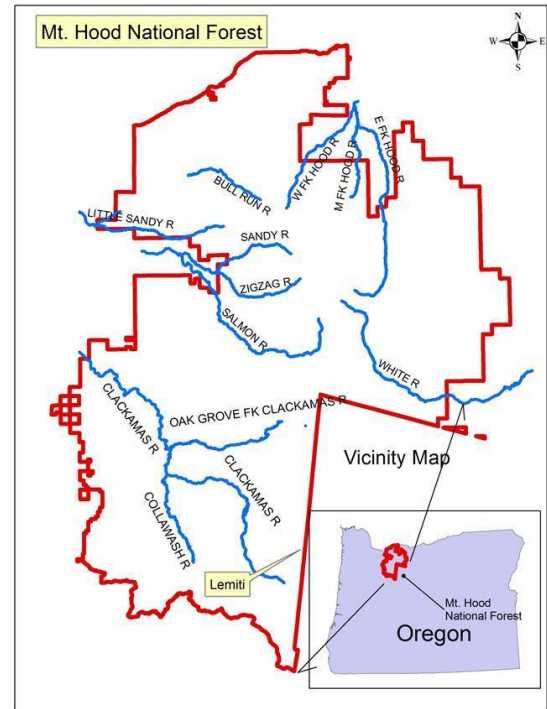 Mt. Hood National Forest
N
W
E
S
W FK HOOD R
M FK HOOD R
E FK HOOD R
BULL RUN R
LITTLE SANDY R
SANDY R
ZIGZAG R
SALMON R
WHITE R
CLACKAMAS R
OAK GROVE FK CLACKAMAS R
CLACKAMAS R
COLLAWASH R
Vicinity Map
Lemiti
Mt. Hood
National Forest
Oregon